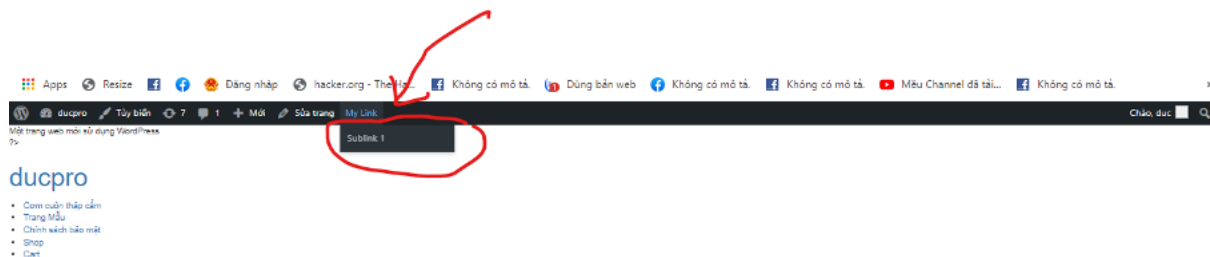 Apps Resize Đăng nhập hacker.org - The Ha... Không có mô tả. Dùng bản web Không có mô tả. Không có mô tả. Mẫu Channel đã tài... Không có mô tả.
ducpro Tùy biến 7 1 Mới Sửa trang My Link Chào, duc
Một trang web mới sử dụng WordPress
?>
Sublink 1
ducpro
Cơm cuộn thập cẩm
Trang Mẫu
Chính sách bảo mật
Shop
Cart